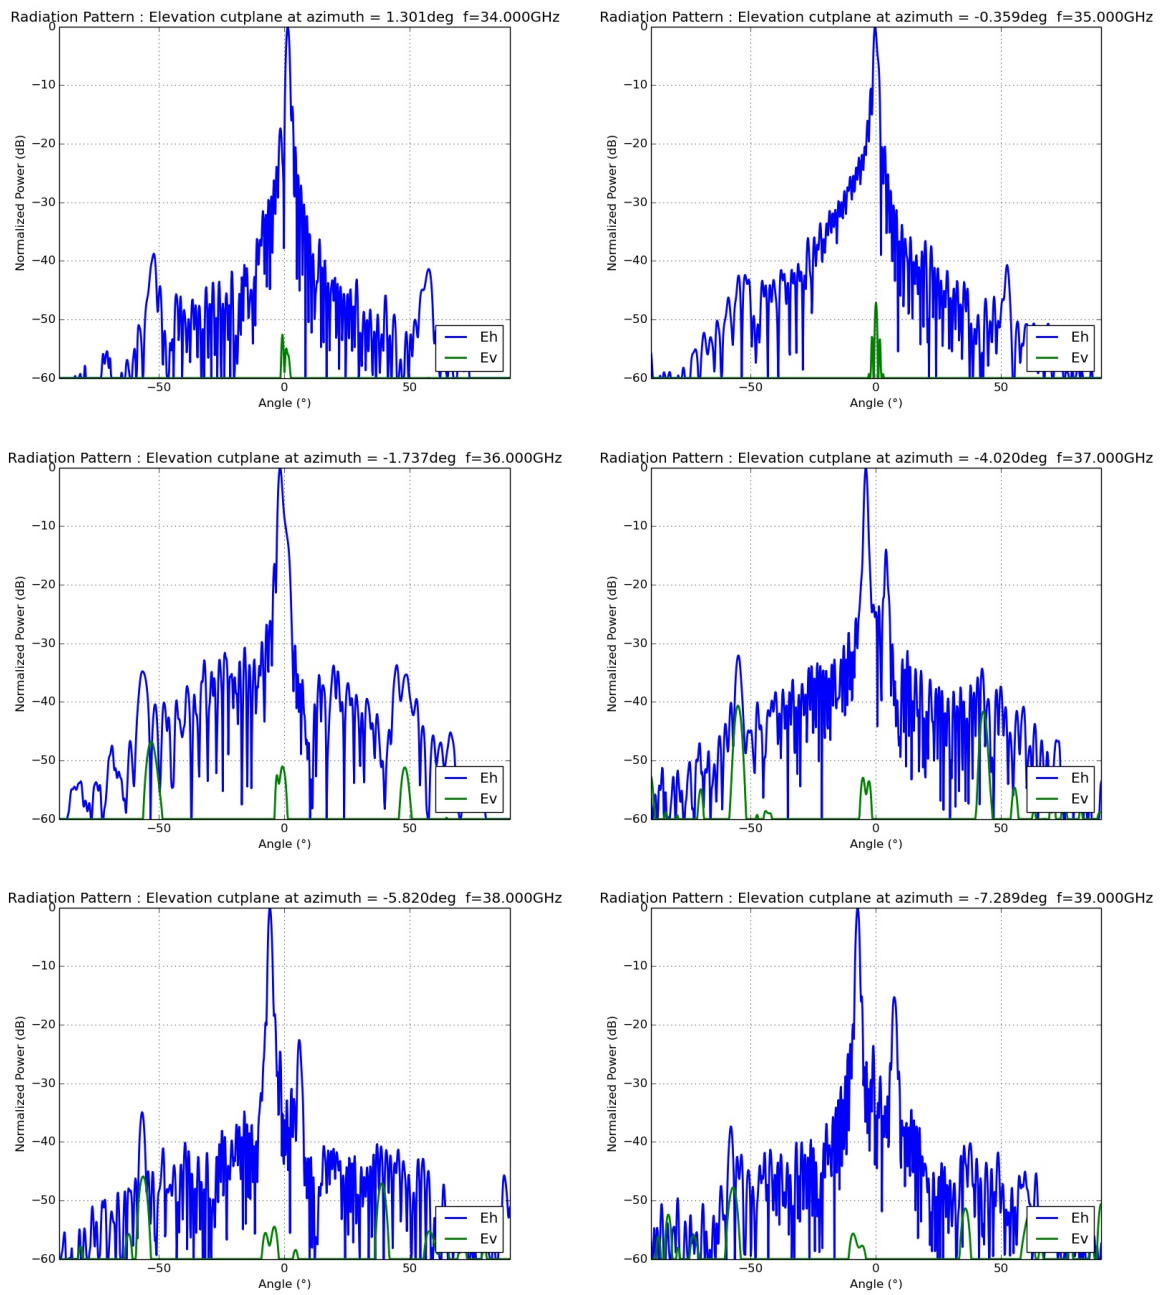 Radiation Pattern : Elevation cutplane at azimuth = 1.301deg f=34.000GHz
0
−10
−20
−30
−40
−50
−60
Normalized Power (dB)
Eh
Ev
−50 0 50
Angle (°)
Radiation Pattern : Elevation cutplane at azimuth = -0.359deg f=35.000GHz
0
−10
−20
−30
−40
−50
−60
Normalized Power (dB)
Eh
Ev
−50 0 50
Angle (°)
Radiation Pattern : Elevation cutplane at azimuth = -1.737deg f=36.000GHz
0
−10
−20
−30
−40
−50
−60
Normalized Power (dB)
Eh
Ev
−50 0 50
Angle (°)
Radiation Pattern : Elevation cutplane at azimuth = -4.020deg f=37.000GHz
0
−10
−20
−30
−40
−50
−60
Normalized Power (dB)
Eh
Ev
−50 0 50
Angle (°)
Radiation Pattern : Elevation cutplane at azimuth = -5.820deg f=38.000GHz
0
−10
−20
−30
−40
−50
−60
Normalized Power (dB)
Eh
Ev
−50 0 50
Angle (°)
Radiation Pattern : Elevation cutplane at azimuth = -7.289deg f=39.000GHz
0
−10
−20
−30
−40
−50
−60
Normalized Power (dB)
Eh
Ev
−50 0 50
Angle (°)